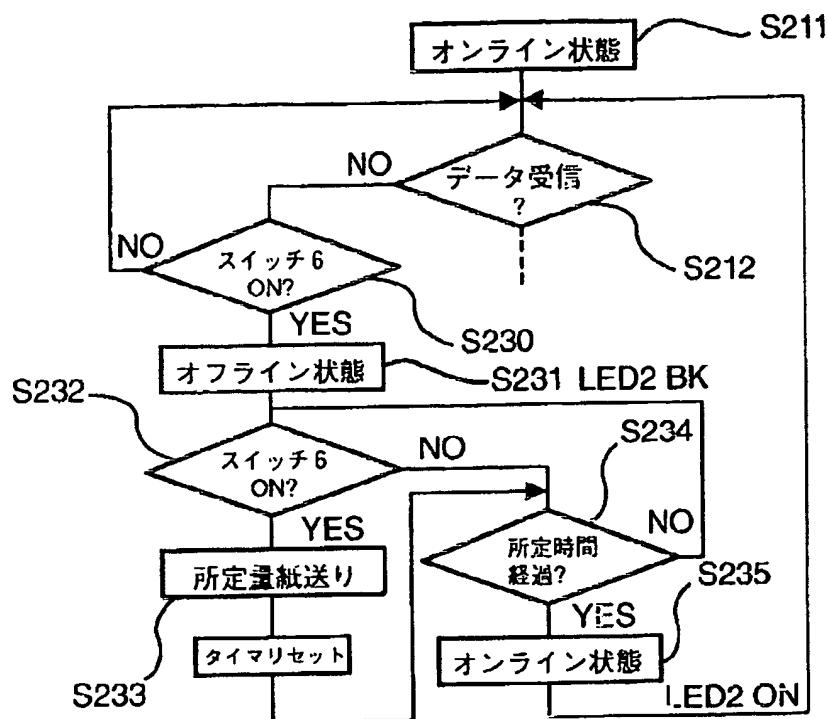 S211
オンライン状態
NO
データ受信
?
S212
NO
スイッチ6
ON?
YES
S230
オフライン状態
S231 LED2 BK
S232
スイッチ6
ON?
NO
S234
YES
所定時間
経過?
NO
所定量紙送り
S235
YES
タイマリセット
オンライン状態
S233
LED2 ON